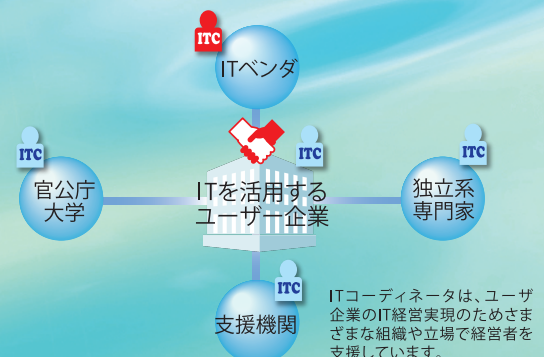 ITC
ITベンダ
ITC
ITC
ITC
官公庁
大学
ITを活用する
ユーザー企業
独立系
専門家
ITC
支援機関
ITコーディネータは、ユーザ
企業のIT経営実現のためさま
ざまな組織や立場で経営者を
支援しています。